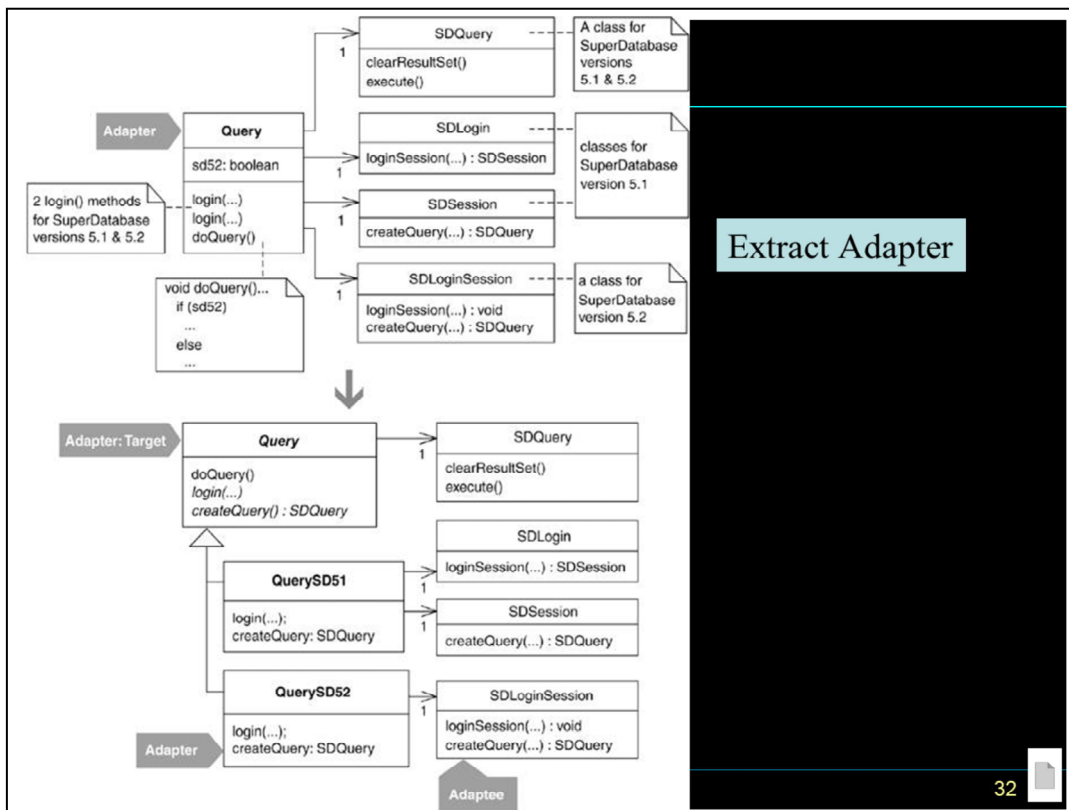 SDQuery
clearResultSet()
execute()
1
A class for
SuperDatabase
versions
5.1 & 5.2
Adapter
Query
sd52: boolean
login(...)
login(...)
doQuery()
2 login() methods
for SuperDatabase
versions 5.1 & 5.2
SDLogin
loginSession(...) : SDSession
1
classes for
SuperDatabase
version 5.1
SDSession
createQuery(...) : SDQuery
1
SDLoginSession
loginSession(...) : void
createQuery(...) : SDQuery
1
a class for
SuperDatabase
version 5.2
void doQuery()...
if (sd52)
...
else
...
Extract Adapter
Adapter: Target
Query
doQuery()
login(...)
createQuery() : SDQuery
SDQuery
clearResultSet()
execute()
1
SDLogin
loginSession(...) : SDSession
1
QuerySD51
login(...);
createQuery: SDQuery
SDSession
createQuery(...) : SDQuery
1
QuerySD52
login(...);
createQuery: SDQuery
SDLoginSession
loginSession(...) : void
createQuery(...) : SDQuery
1
Adapter
Adaptee
32